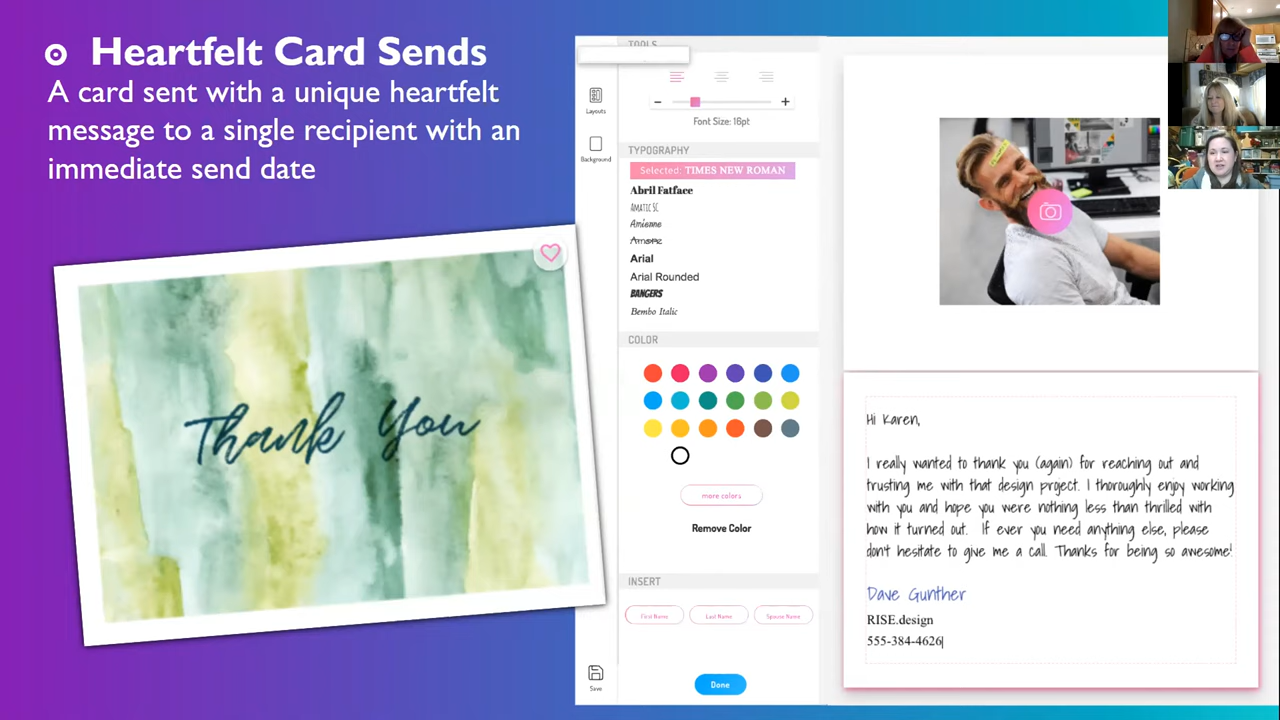 Heartfelt Card Sends
A card sent with a unique heartfelt
message to a single recipient with an
immediate send date
Thank You
TOOLS
Layouts
Background
Font Size: 16pt
TYPOGRAPHY
Selected: TIMES NEW ROMAN
Abril Fatface
AMATIC SC
Amienne
Amore
Arial
Arial Rounded
BANGERS
Bembo Italic
COLOR
more colors
Remove Color
INSERT
First Name
Last Name
Spouse Name
Save
Done
Hi Karen,
I really wanted to thank you (again) for reaching out and
trusting me with that design project. I thoroughly enjoy working
with you and hope you were nothing less than thrilled with
how it turned out. If ever you need anything else, please
don't hesitate to give me a call. Thanks for being so awesome!
Dave Gunther
RISE.design
555-384-4626